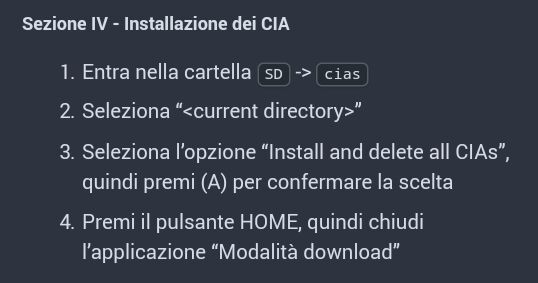 Sezione IV - Installazione dei CIA
1. Entra nella cartella SD -> cias
2. Seleziona “<current directory>”
3. Seleziona l’opzione “Install and delete all CIAs”,
quindi premi (A) per confermare la scelta
4. Premi il pulsante HOME, quindi chiudi
l’applicazione “Modalità download”